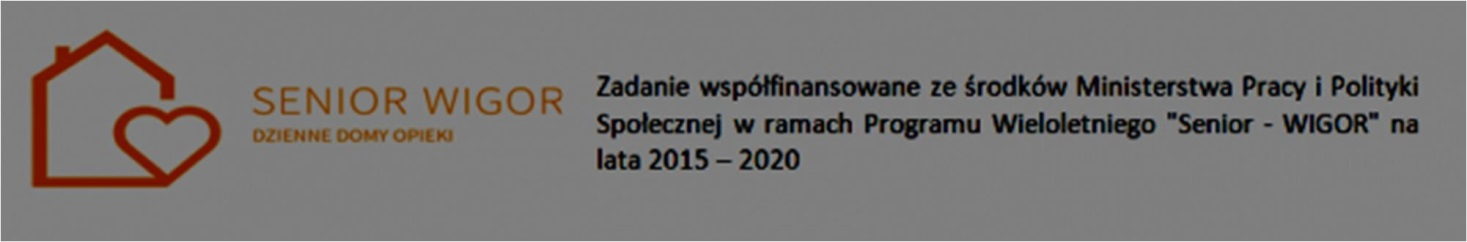 SENIOR WIGOR
DZIENNE DOMY OPIEKI
Zadanie współfinansowane ze środków Ministerstwa Pracy i Polityki
Społecznej w ramach Programu Wieloletniego "Senior - WIGOR" na
lata 2015 – 2020